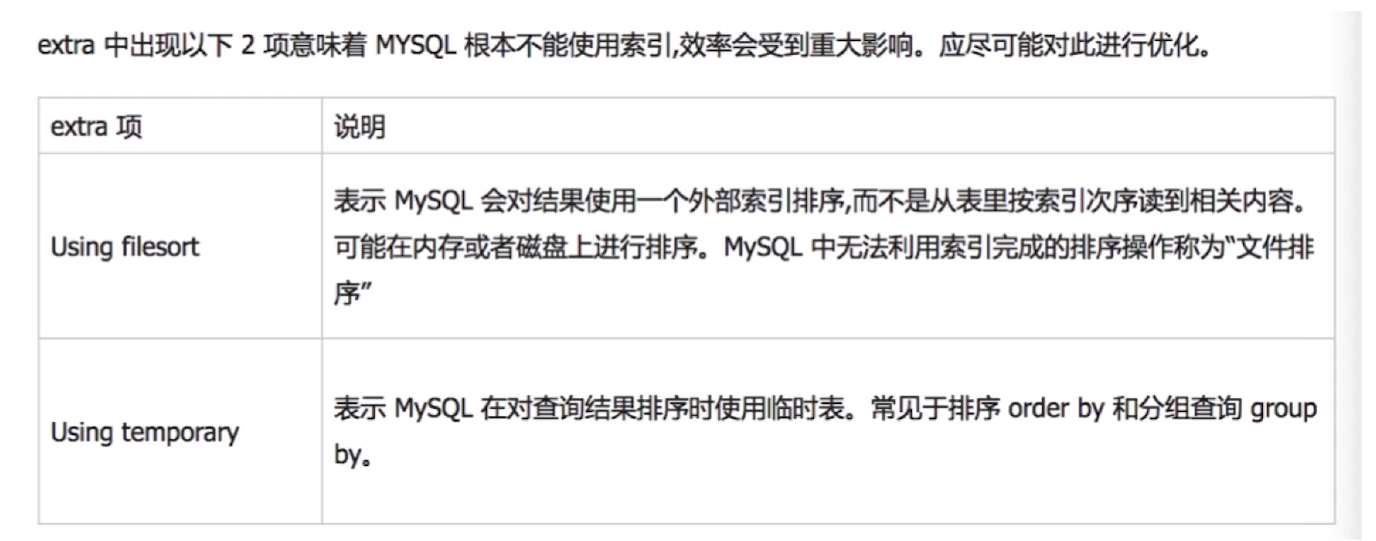 extra 中出现以下 2 项意味着 MYSQL 根本不能使用索引,效率会受到重大影响。应尽可能对此进行优化。
extra 项
说明
Using filesort
表示 MySQL 会对结果使用一个外部索引排序,而不是从表里按索引次序读到相关内容。
可能在内存或者磁盘上进行排序。MySQL 中无法利用索引完成的排序操作称为“文件排
序”
Using temporary
表示 MySQL 在对查询结果排序时使用临时表。常见于排序 order by 和分组查询 group
by。